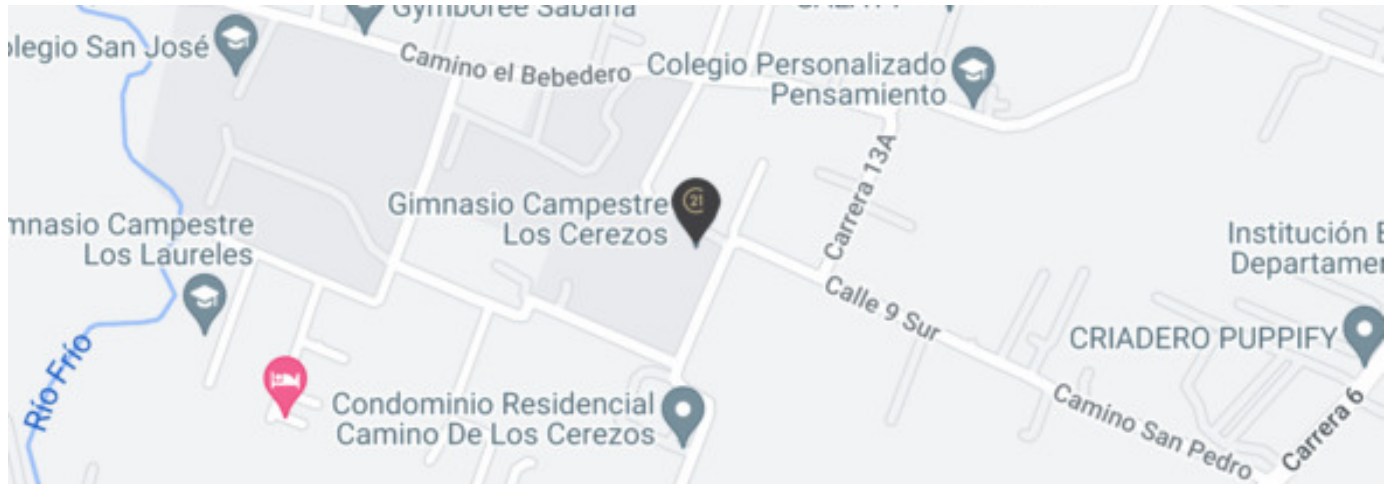 Gymboree Sabana
olegio San José
Camino el Bebedero
Colegio Personalizado
Pensamiento
Carrera 13A
Gimnasio Campestre
Los Cerezos
21
mnasio Campestre
Los Laureles
Institución E
Departamen
Calle 9 Sur
CRIADERO PUPPIFY
Río Frío
Condominio Residencial
Camino De Los Cerezos
Camino San Pedro
Carrera 6